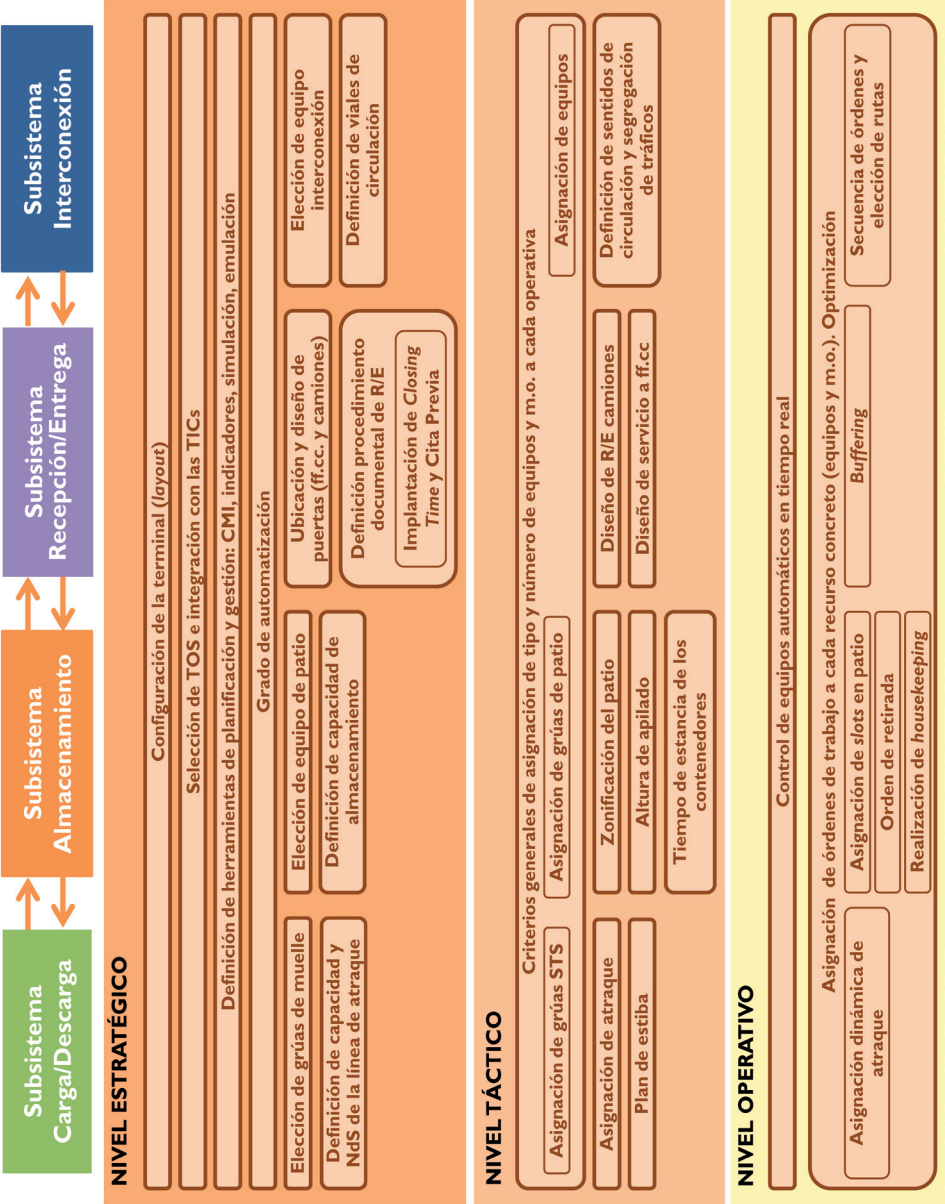 Subsistema
Carga/Descarga
Subsistema
Almacenamiento
Subsistema
Recepción/Entrega
Subsistema
Interconexión
NIVEL ESTRATÉGICO
Configuración de la terminal (layout)
Selección de TOS e integración con las TICs
Definición de herramientas de planificación y gestión: CMI, indicadores, simulación, emulación
Grado de automatización
Elección de grúas de muelle
Definición de capacidad y
NdS de la línea de atraque
Elección de equipo de patio
Definición de capacidad de
almacenamiento
Ubicación y diseño de
puertas (ff.cc. y camiones)
Definición procedimiento
documental de R/E
Implantación de Closing
Time y Cita Previa
Elección de equipo
interconexión
Definición de viales de
circulación
NIVEL TÁCTICO
Criterios generales de asignación de tipo y número de equipos y m.o. a cada operativa
Asignación de grúas STS
Asignación de grúas de patio
Asignación de equipos
Asignación de atraque
Plan de estiba
Zonificación del patio
Altura de apilado
Tiempo de estancia de los
contenedores
Diseño de R/E camiones
Diseño de servicio a ff.cc
Definición de sentidos de
circulación y segregación
de tráficos
NIVEL OPERATIVO
Control de equipos automáticos en tiempo real
Asignación de órdenes de trabajo a cada recurso concreto (equipos y m.o.). Optimización
Asignación dinámica de
atraque
Asignación de slots en patio
Orden de retirada
Realización de housekeeping
Buffering
Secuencia de órdenes y
elección de rutas